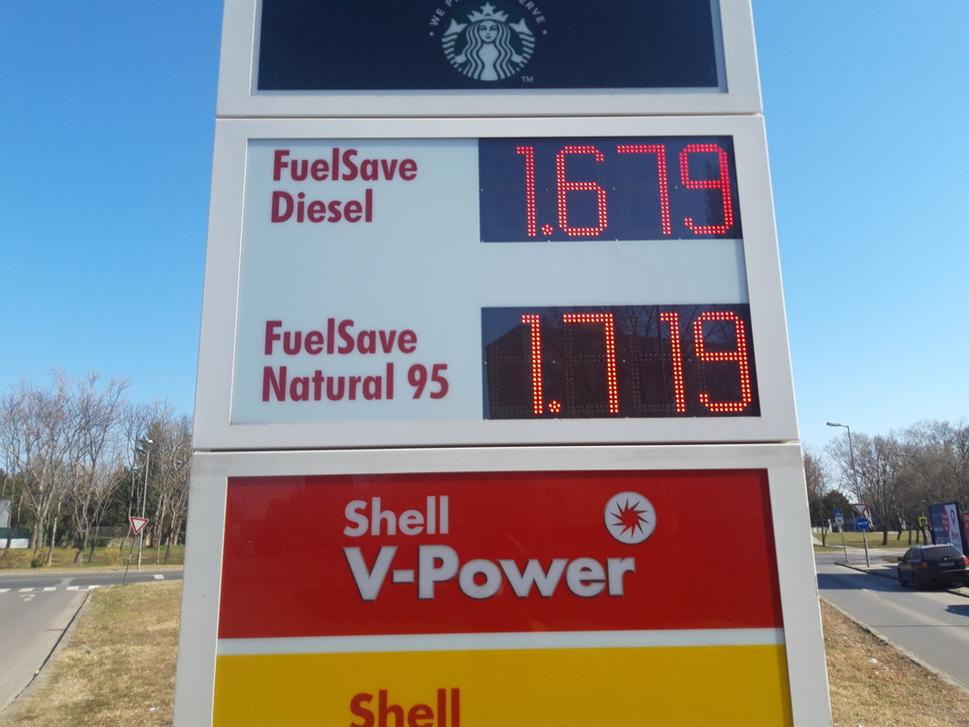 FuelSave
Diesel
1.679
FuelSave
Natural 95
1.719
Shell
V-Power
Shell